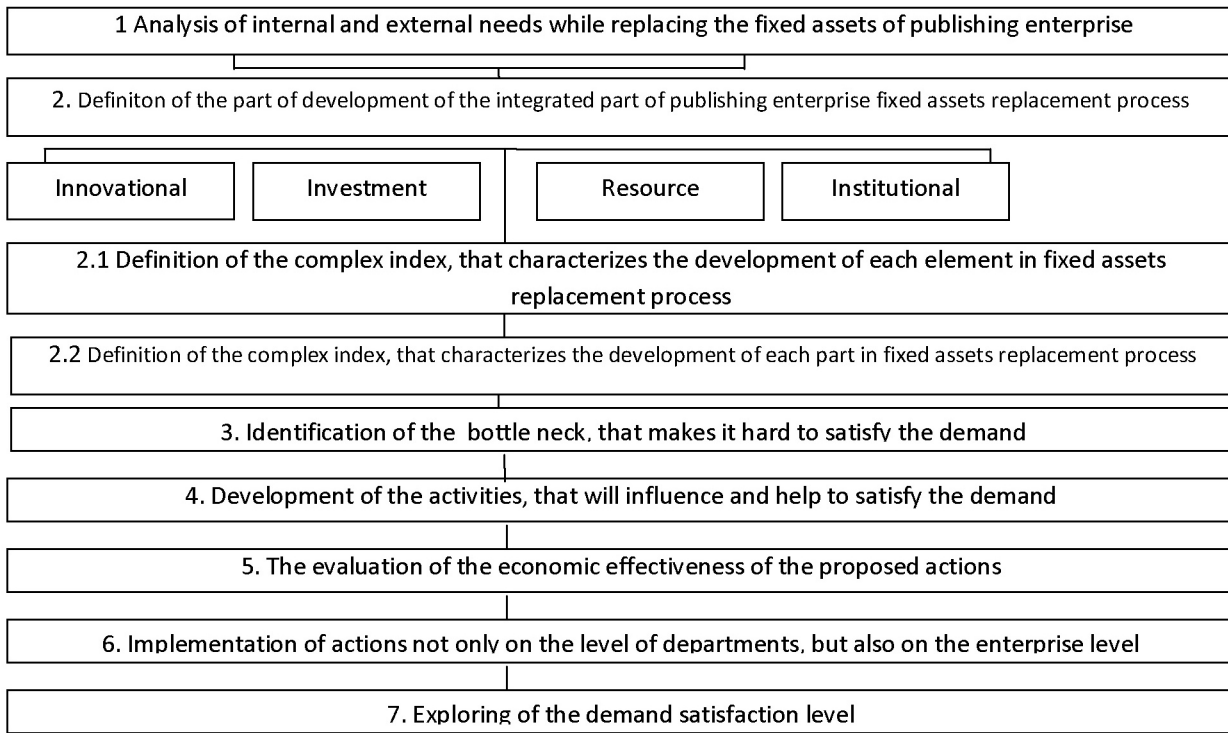 1 Analysis of internal and external needs while replacing the fixed assets of publishing enterprise
2. Definiton of the part of development of the integrated part of publishing enterprise fixed assets replacement process
Innovational
Investment
Resource
Institutional
2.1 Definition of the complex index, that characterizes the development of each element in fixed assets
replacement process
2.2 Definition of the complex index, that characterizes the development of each part in fixed assets replacement process
3. Identification of the bottle neck, that makes it hard to satisfy the demand
4. Development of the activities, that will influence and help to satisfy the demand
5. The evaluation of the economic effectiveness of the proposed actions
6. Implementation of actions not only on the level of departments, but also on the enterprise level
7. Exploring of the demand satisfaction level